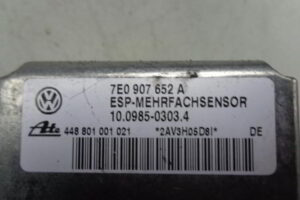 7E0 907 652 A
ESP-MEHRFACHSENSOR
10.0985-0303.4
Ate 448 801 001 021 *2AV3H05D8I* DE